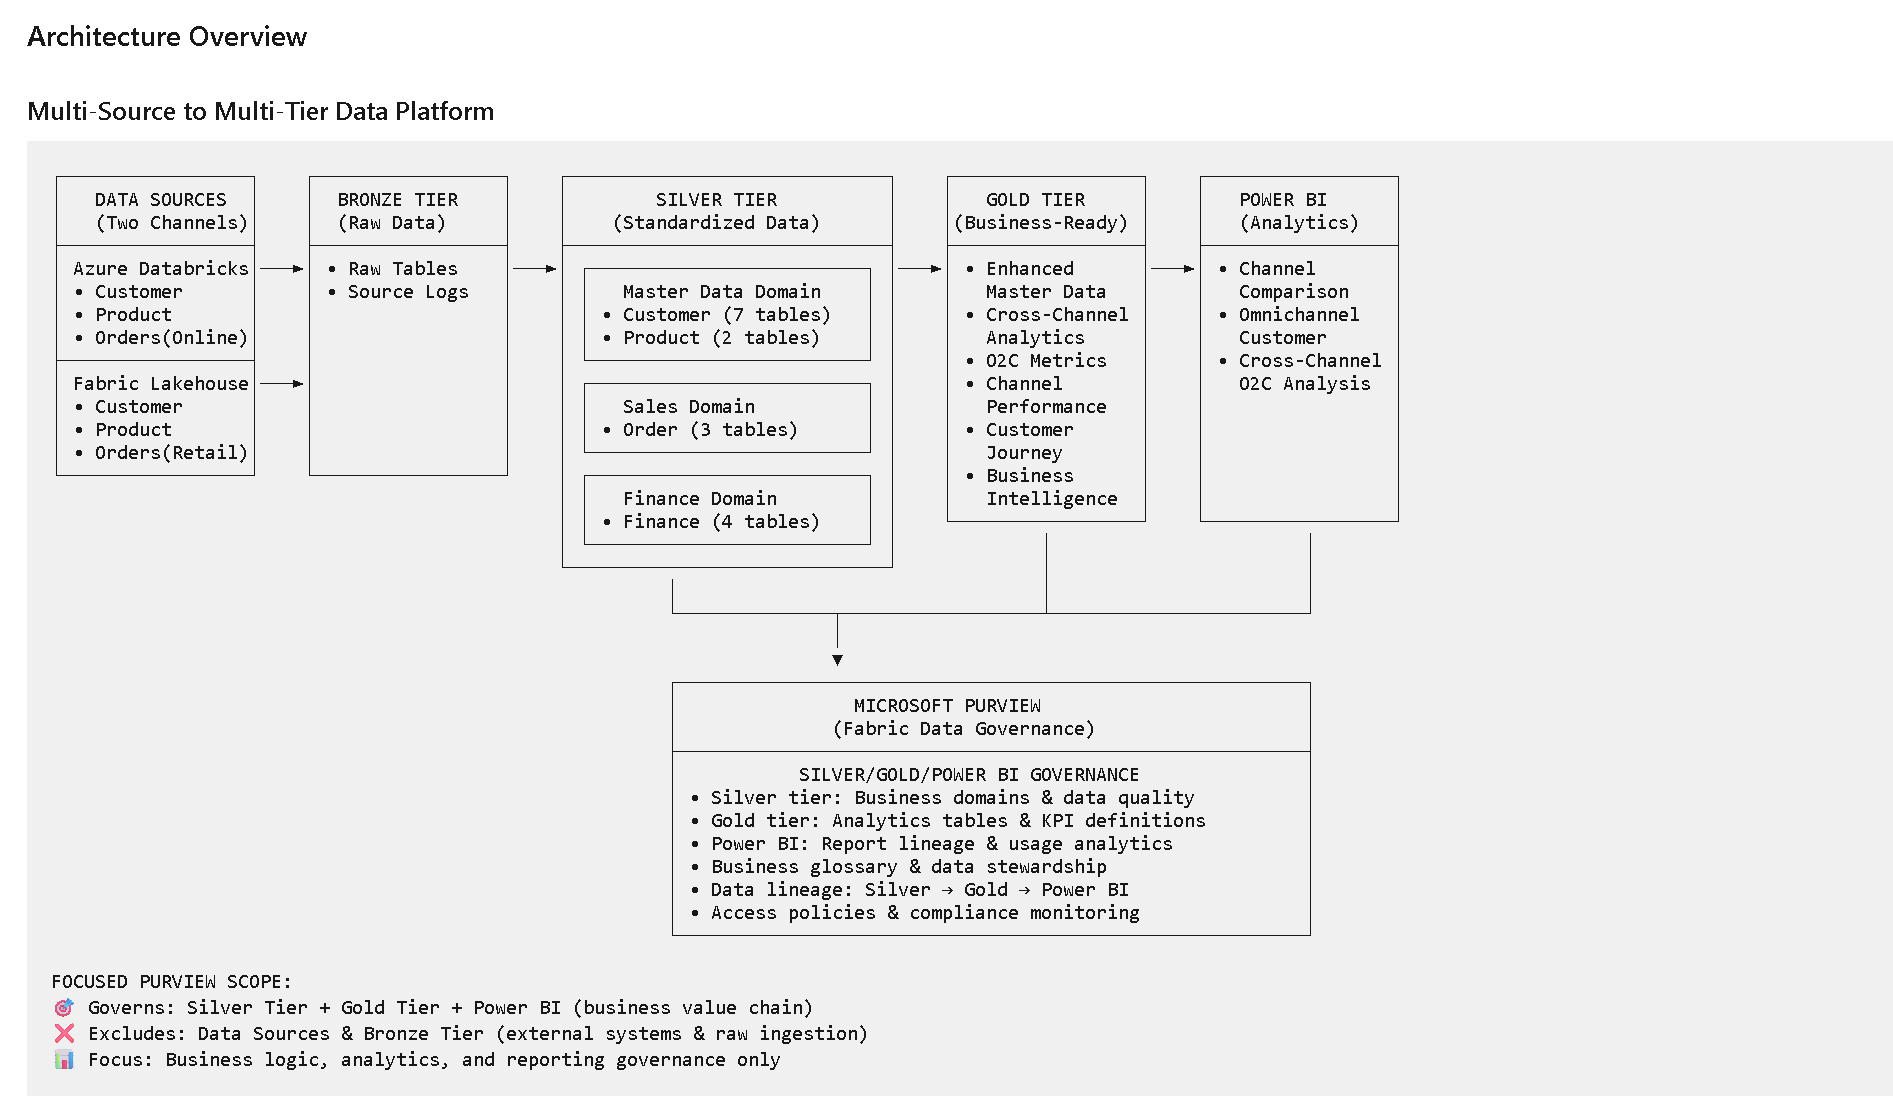 Architecture Overview
Multi-Source to Multi-Tier Data Platform
DATA SOURCES
(Two Channels)
Azure Databricks
• Customer
• Product
• Orders(Online)
Fabric Lakehouse
• Customer
• Product
• Orders(Retail)
BRONZE TIER
(Raw Data)
• Raw Tables
• Source Logs
SILVER TIER
(Standardized Data)
Master Data Domain
• Customer (7 tables)
• Product (2 tables)
Sales Domain
• Order (3 tables)
Finance Domain
• Finance (4 tables)
GOLD TIER
(Business-Ready)
• Enhanced
Master Data
• Cross-Channel
Analytics
• O2C Metrics
• Channel
Performance
• Customer
Journey
• Business
Intelligence
POWER BI
(Analytics)
• Channel
Comparison
• Omnichannel
Customer
• Cross-Channel
O2C Analysis
MICROSOFT PURVIEW
(Fabric Data Governance)
SILVER/GOLD/POWER BI GOVERNANCE
• Silver tier: Business domains & data quality
• Gold tier: Analytics tables & KPI definitions
• Power BI: Report lineage & usage analytics
• Business glossary & data stewardship
• Data lineage: Silver → Gold → Power BI
• Access policies & compliance monitoring
FOCUSED PURVIEW SCOPE:
🎯 Governs: Silver Tier + Gold Tier + Power BI (business value chain)
❌ Excludes: Data Sources & Bronze Tier (external systems & raw ingestion)
📊 Focus: Business logic, analytics, and reporting governance only